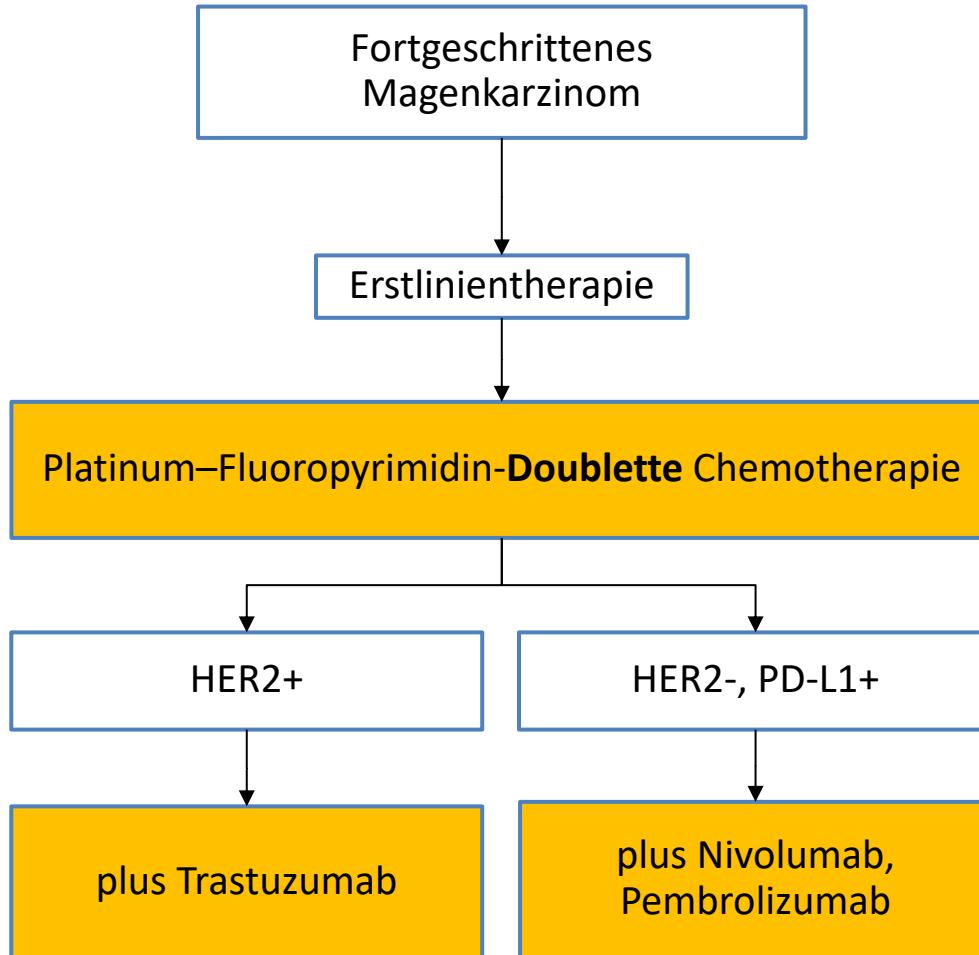 Fortgeschrittenes
Magenkarzinom
Erstlinientherapie
Platinum–Fluoropyrimidin-Doublette Chemotherapie
HER2+
HER2-, PD-L1+
plus Trastuzumab
plus Nivolumab,
Pembrolizumab